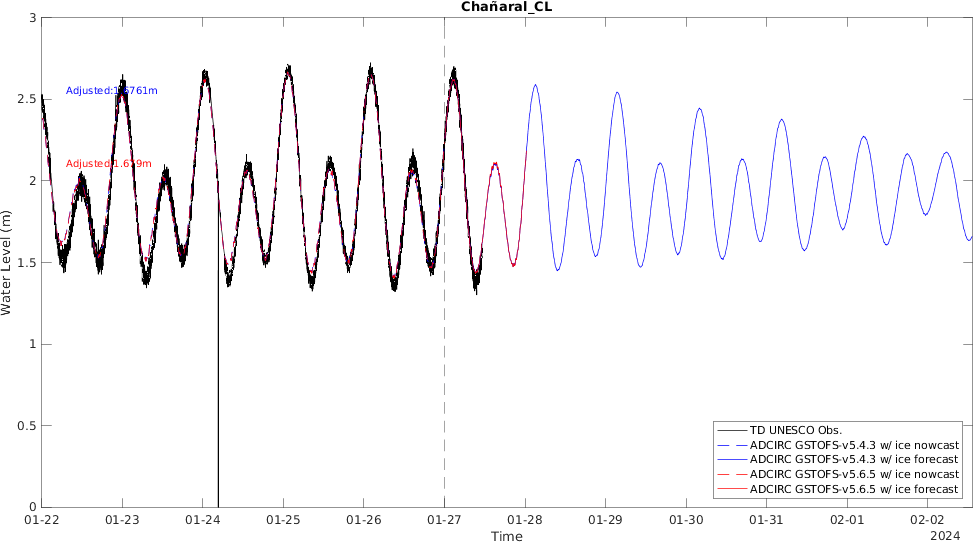 Chañaral_CL
3
2.5
2
1.5
1
0.5
0
Water Level (m)
Adjusted:1.6761m
Adjusted:1.679m
TD UNESCO Obs.
ADCIRC GSTOFS-v5.4.3 w/ ice nowcast
ADCIRC GSTOFS-v5.4.3 w/ ice forecast
ADCIRC GSTOFS-v5.6.5 w/ ice nowcast
ADCIRC GSTOFS-v5.6.5 w/ ice forecast
01-22 01-23 01-24 01-25 01-26 01-27 01-28 01-29 01-30 01-31 02-01 02-02
Time
2024